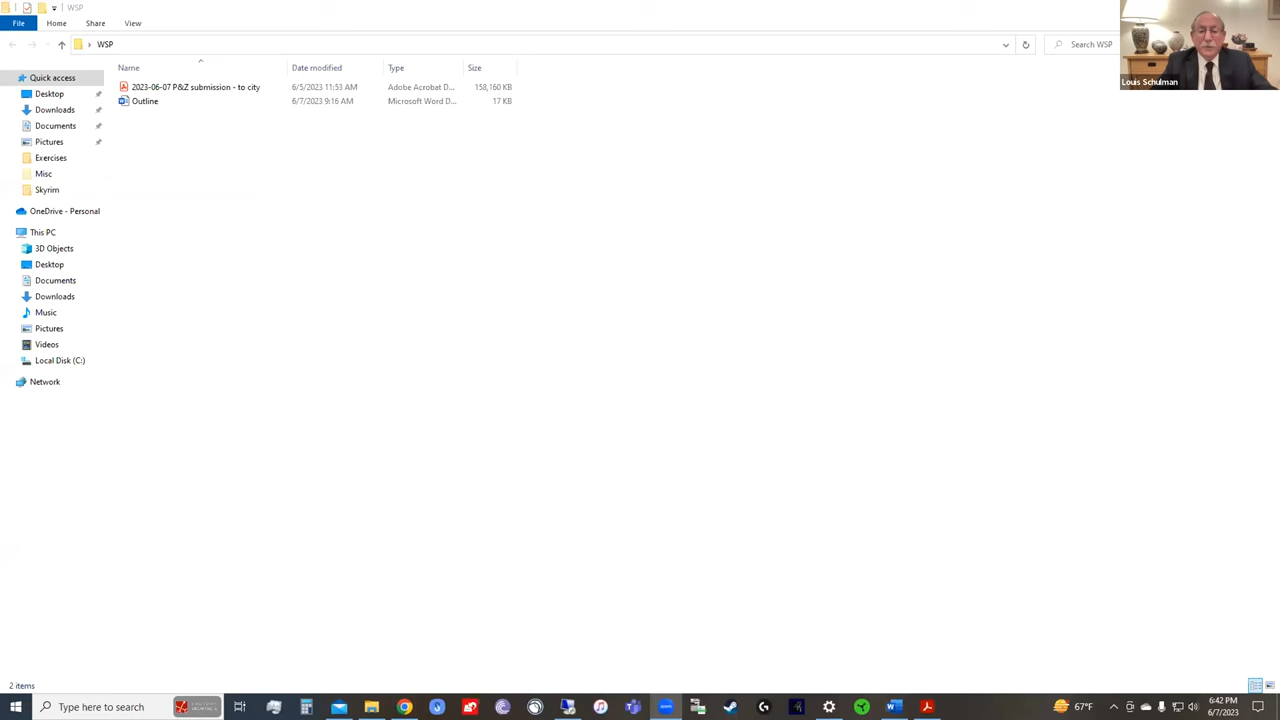 WSP
File Home Share View
WSP
Search WSP
Louis Schulman
Name Date modified Type Size
Quick access
2023-06-07 P&Z submission - to city 6/5/2023 11:53 AM Adobe Acrobat D... 158,160 KB
Desktop
Outline 6/7/2023 9:16 AM Microsoft Word D... 17 KB
Downloads
Documents
Pictures
Exercises
Misc
Skyrim
OneDrive - Personal
This PC
3D Objects
Desktop
Documents
Downloads
Music
Pictures
Videos
Local Disk (C:)
Network
2 items
Type here to search
67°F
6:42 PM
6/7/2023